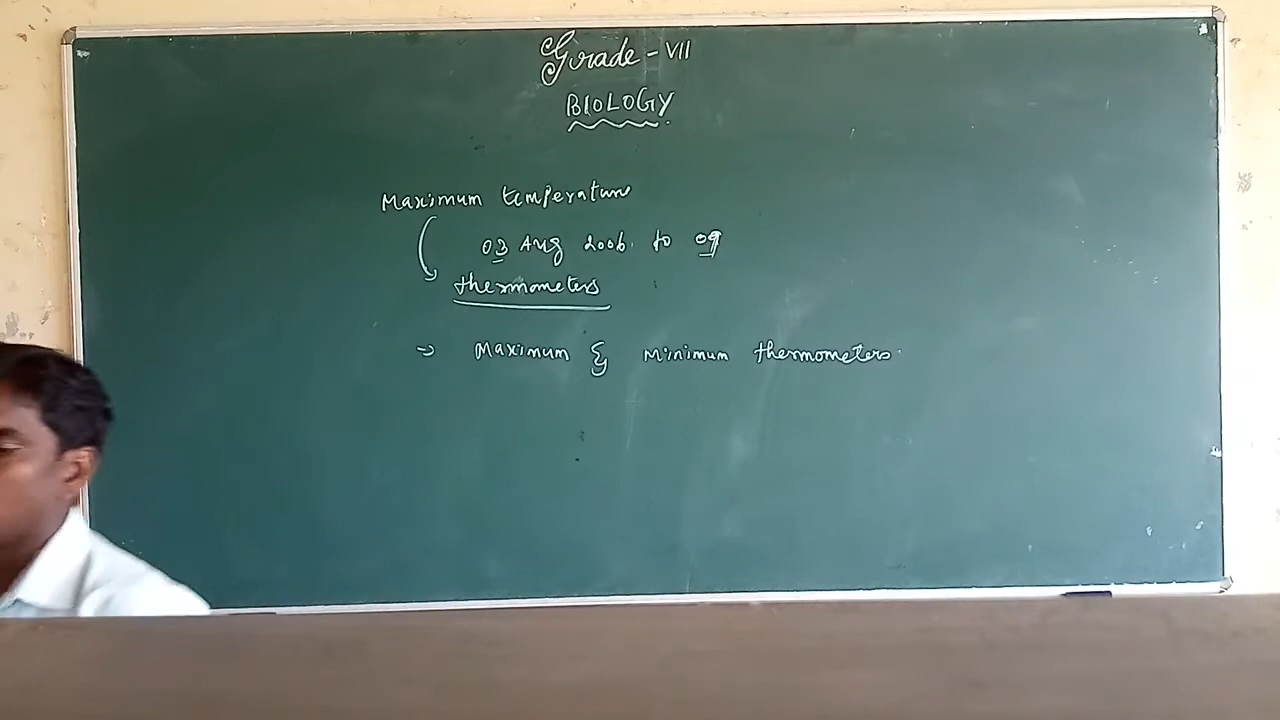 Grade - VII
BIOLOGY.
Maximum temperature
03 Aug 2006. to 09
thermometers
→ Maximum & Minimum thermometers.